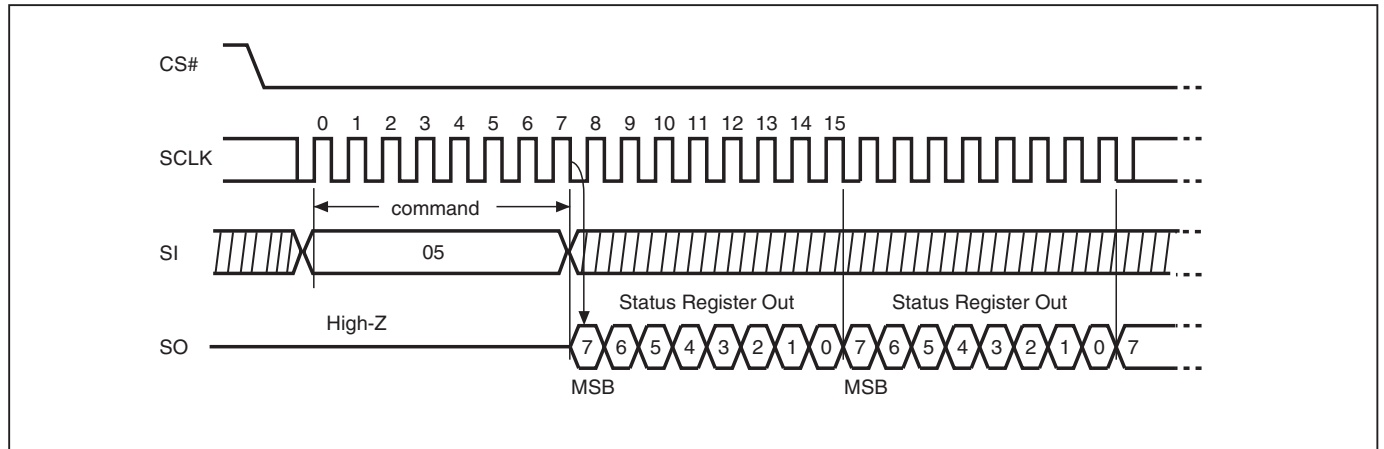 CS#
0 1 2 3 4 5 6 7 8 9 10 11 12 13 14 15
SCLK
command
SI
05
Status Register Out Status Register Out
High-Z
SO
7 6 5 4 3 2 1 0 7 6 5 4 3 2 1 0 7
MSB MSB